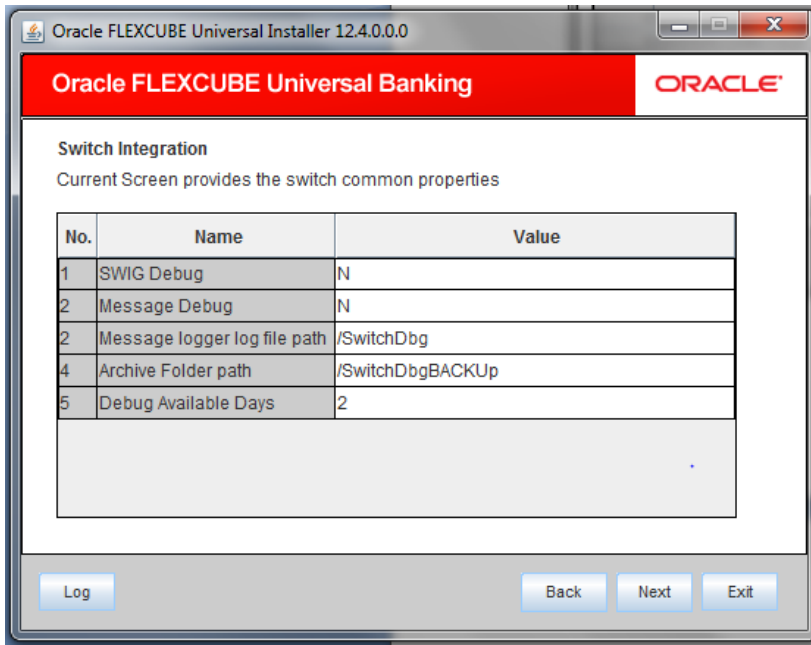 Oracle FLEXCUBE Universal Installer 12.4.0.0.0
Oracle FLEXCUBE Universal Banking
ORACLE
Switch Integration
Current Screen provides the switch common properties
No. Name Value
1 SWIG Debug N
2 Message Debug N
2 Message logger log file path /SwitchDbg
4 Archive Folder path /SwitchDbgBACKUp
5 Debug Available Days 2
Log Back Next Exit